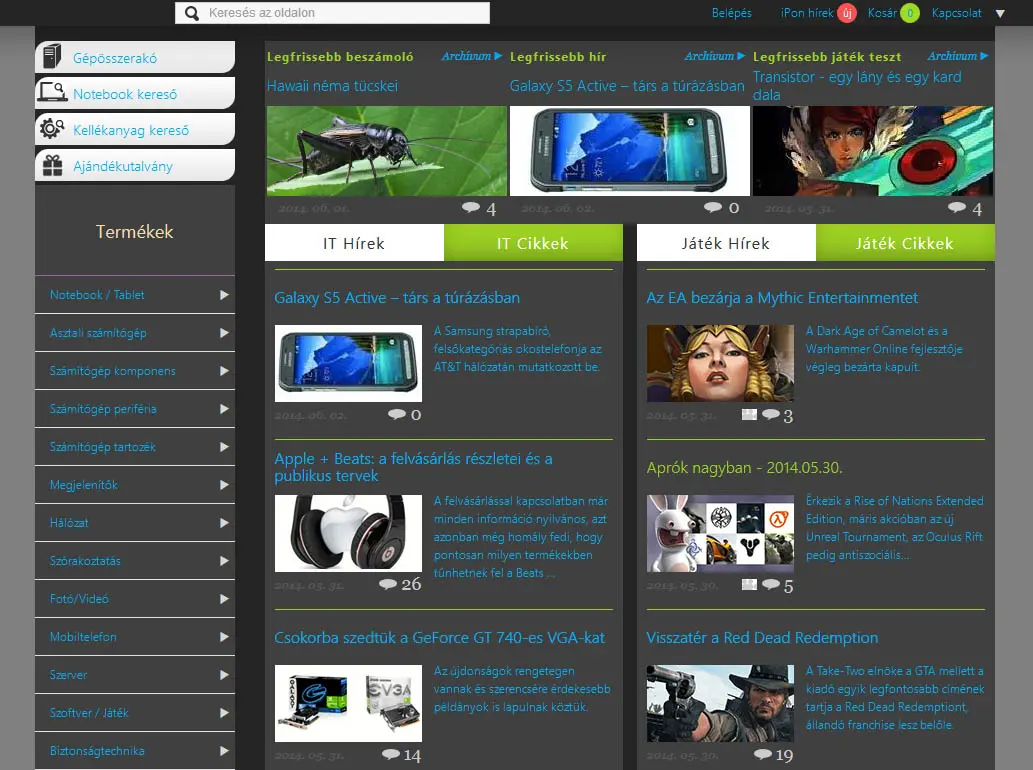 Keresés az oldalon
Belépés
iPon hírek
új
Kosár
0
Kapcsolat
Gépösszerakó
Notebook kereső
Kellékanyag kereső
Ajándékutalvány
Termékek
Notebook / Tablet
Asztali számítógép
Számítógép komponens
Számítógép periféria
Számítógép tartozék
Megjelenítők
Hálózat
Szórakoztatás
Fotó/Videó
Mobiltelefon
Szerver
Szoftver / Játék
Biztonságtechnika
Legfrissebb beszámoló
Archívum
Hawaii néma tücskei
2014. 06. 01.
4
Legfrissebb hír
Archívum
Galaxy S5 Active – társ a túrázásban
2014. 06. 02.
0
Legfrissebb játék teszt
Archívum
Transistor - egy lány és egy kard
dala
2014. 05. 31.
4
IT Hírek
IT Cikkek
Galaxy S5 Active – társ a túrázásban
A Samsung strapabíró,
felsőkategóriás okostelefonja az
AT&T hálózatán mutatkozott be.
2014. 06. 02.
0
Apple + Beats: a felvásárlás részletei és a
publikus tervek
A felvásárlással kapcsolatban már
minden információ nyilvános, azt
azonban még homály fedi, hogy
pontosan milyen termékekben
tűnhetnek fel a Beats ...
2014. 05. 31.
26
Csokorba szedtük a GeForce GT 740-es VGA-kat
GALAXY
EVGA
Az újdonságok rengetegen
vannak és szerencsére érdekesebb
példányok is lapulnak köztük.
2014. 05. 31.
14
Játék Hírek
Játék Cikkek
Az EA bezárja a Mythic Entertainmentet
A Dark Age of Camelot és a
Warhammer Online fejlesztője
végleg bezárta kapuit.
2014. 05. 31.
3
Aprók nagyban - 2014.05.30.
Érkezik a Rise of Nations Extended
Edition, máris akcióban az új
Unreal Tournament, az Oculus Rift
pedig antiszociális...
2014. 05. 30.
5
Visszatér a Red Dead Redemption
A Take-Two elnöke a GTA mellett a
kiadó egyik legfontosabb címének
tartja a Red Dead Redemptiont,
állandó franchise lesz belőle.
2014. 05. 30.
19